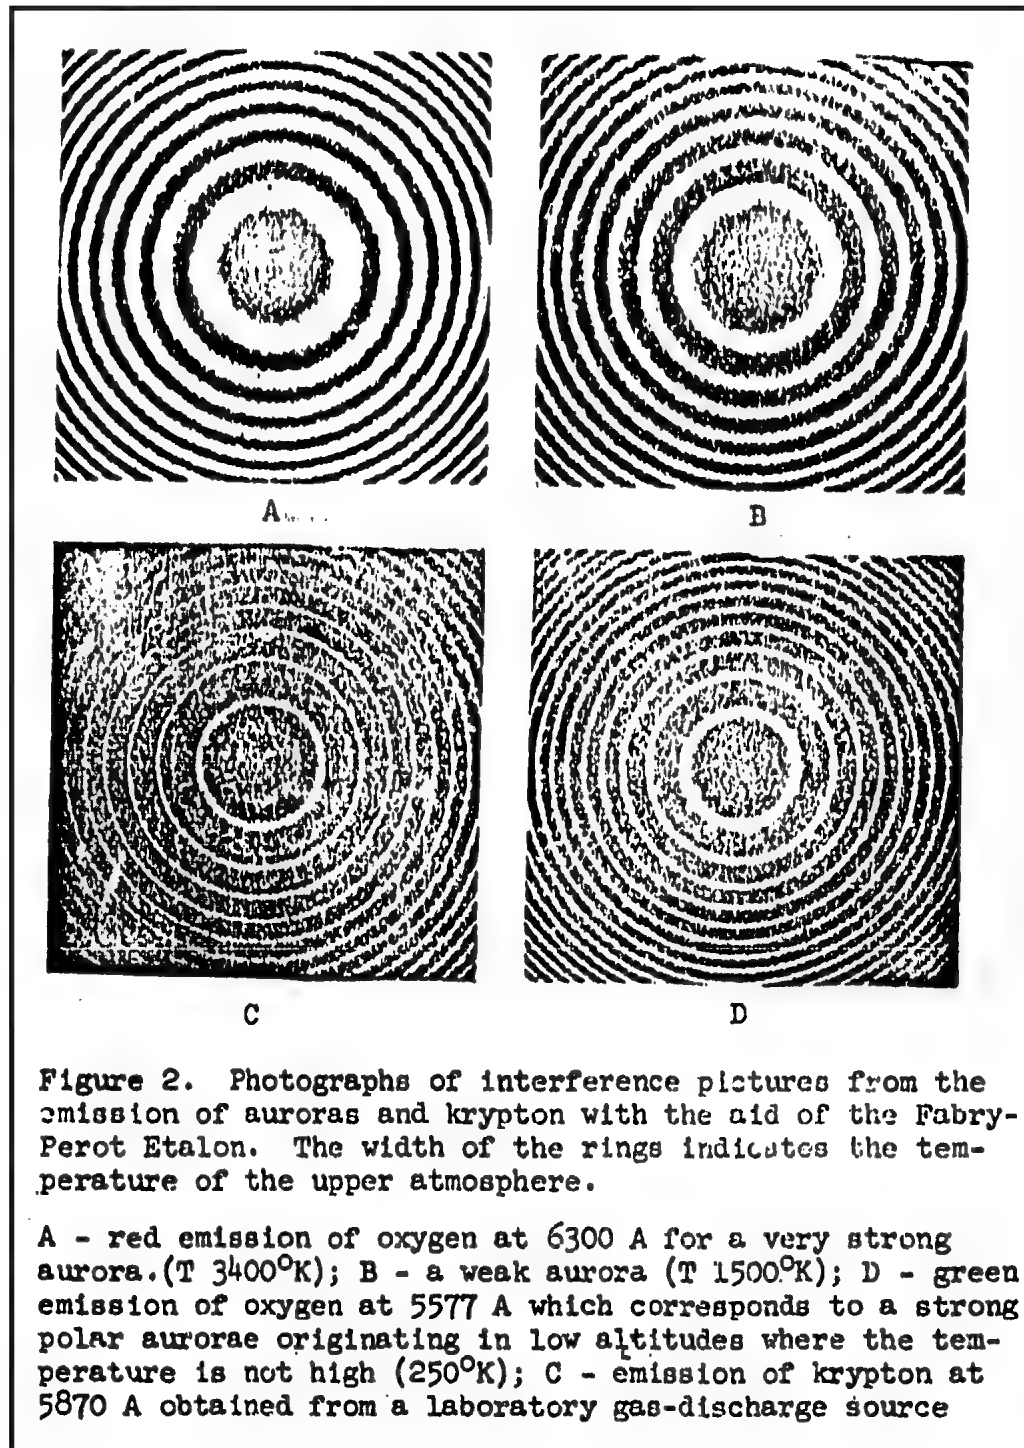 A
B
C
D
Figure 2. Photographs of interference pictures from the
emission of auroras and krypton with the aid of the Fabry-
Perot Etalon. The width of the rings indicates the tem-
perature of the upper atmosphere.
A - red emission of oxygen at 6300 A for a very strong
aurora.(T 3400°K); B - a weak aurora (T 1500°K); D - green
emission of oxygen at 5577 A which corresponds to a strong
polar aurorae originating in low altitudes where the tem-
perature is not high (250°K); C - emission of krypton at
5870 A obtained from a laboratory gas-discharge source